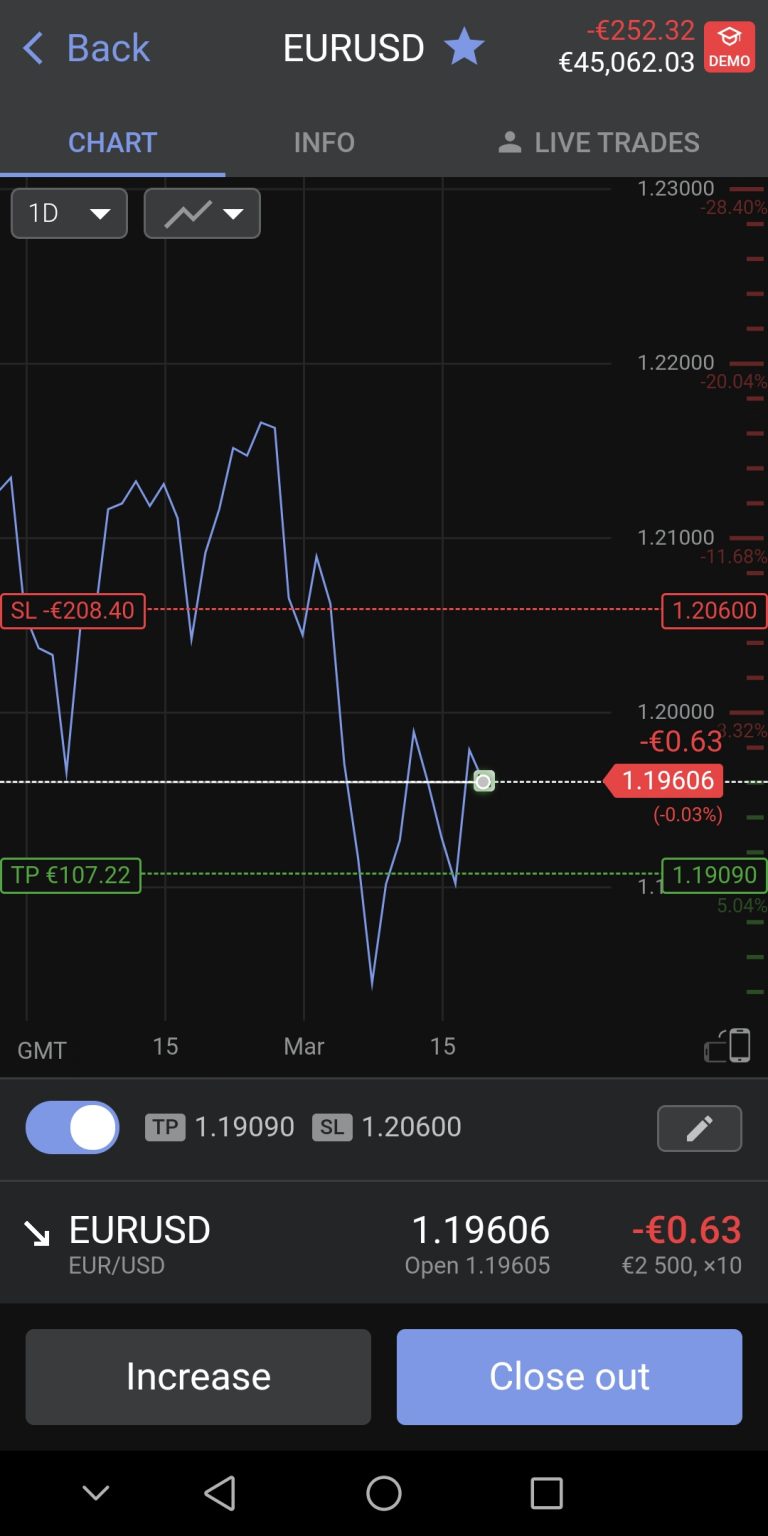 Back
EURUSD
-€252.32
€45,062.03
DEMO
CHART
INFO
LIVE TRADES
1D
1.23000
-28.40%
1.22000
-20.04%
1.21000
-11.68%
SL -€208.40
1.20600
1.20000
3.32%
-€0.63
1.19606
(-0.03%)
TP €107.22
1.1
1.19090
5.04%
GMT
15
Mar
15
TP 1.19090 SL 1.20600
EURUSD
1.19606
-€0.63
EUR/USD
Open 1.19605
€2 500, ×10
Increase
Close out